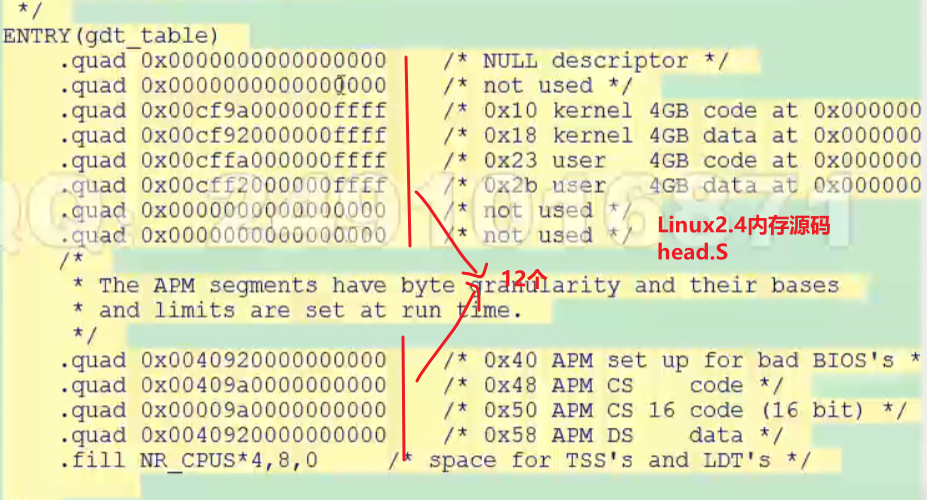 */
ENTRY(gdt_table)
.quad 0x0000000000000000 /* NULL descriptor */
.quad 0x0000000000000000 /* not used */
.quad 0x00cf9a000000ffff /* 0x10 kernel 4GB code at 0x000000
.quad 0x00cf92000000ffff /* 0x18 kernel 4GB data at 0x000000
.quad 0x00cffa000000ffff /* 0x23 user 4GB code at 0x000000
.quad 0x00cff2000000ffff /* 0x2b user 4GB data at 0x000000
.quad 0x0000000000000000 /* not used */
.quad 0x0000000000000000 /* not used */
Linux2.4内存源码
head.S
/*
12个
* The APM segments have byte granularity and their bases
* and limits are set at run time.
*/
.quad 0x0040920000000000 /* 0x40 APM set up for bad BIOS's *
.quad 0x00409a0000000000 /* 0x48 APM CS code */
.quad 0x00009a0000000000 /* 0x50 APM CS 16 code (16 bit) */
.quad 0x0040920000000000 /* 0x58 APM DS data */
.fill NR_CPUS*4,8,0 /* space for TSS's and LDT's */